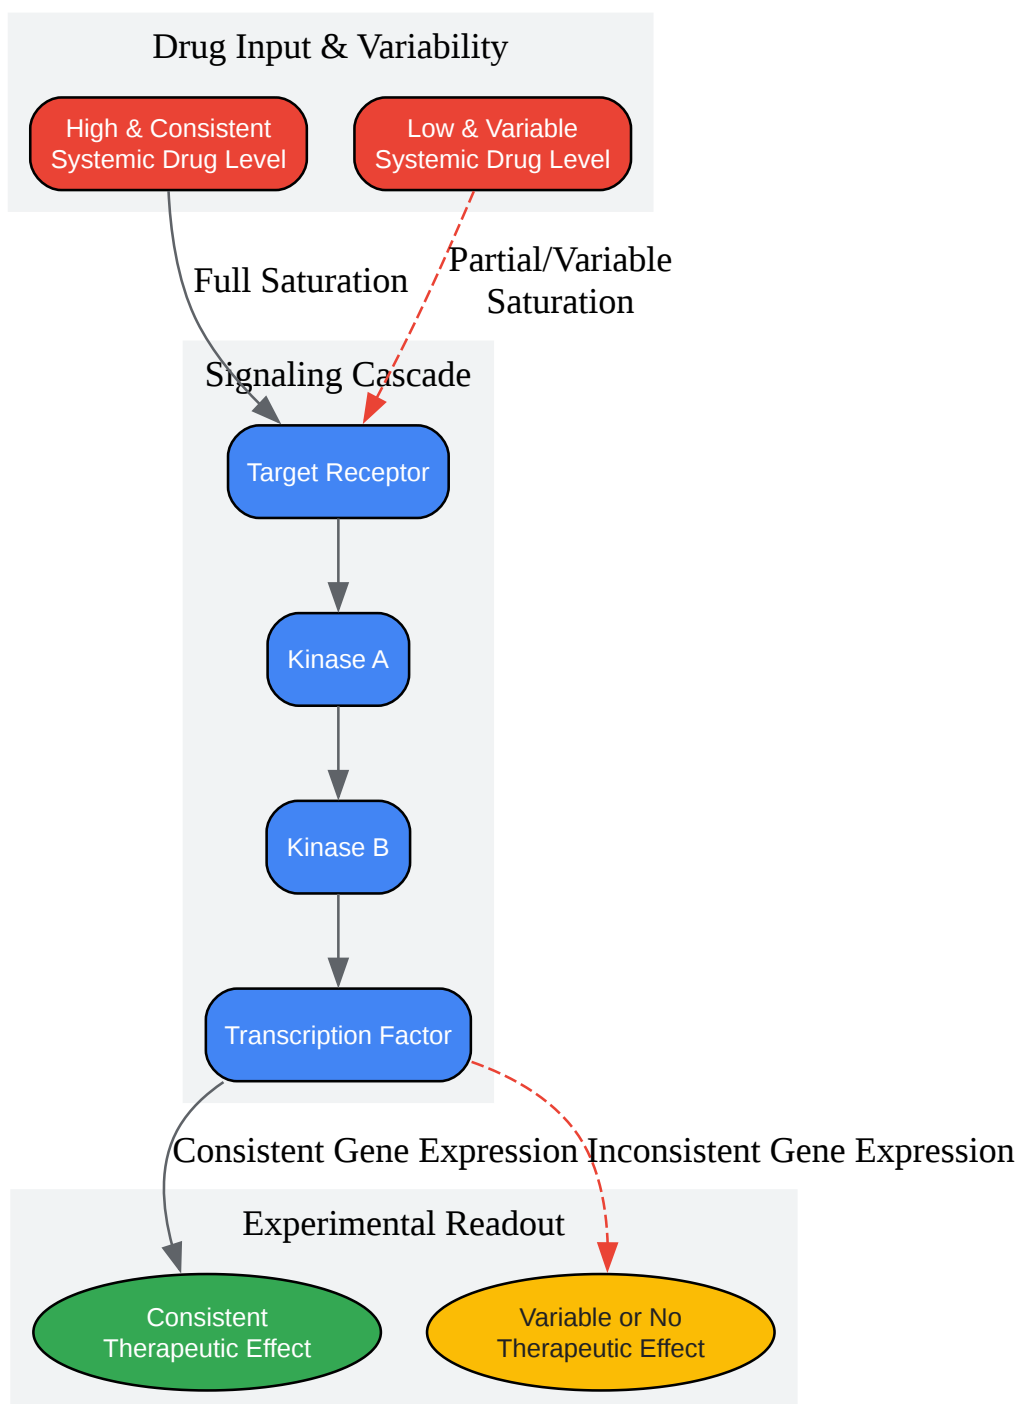 Drug Input & Variability
High & Consistent
Systemic Drug Level
Low & Variable
Systemic Drug Level
Full Saturation
Partial/Variable
Saturation
Signaling Cascade
Target Receptor
Kinase A
Kinase B
Transcription Factor
Consistent Gene Expression
Inconsistent Gene Expression
Experimental Readout
Consistent
Therapeutic Effect
Variable or No
Therapeutic Effect